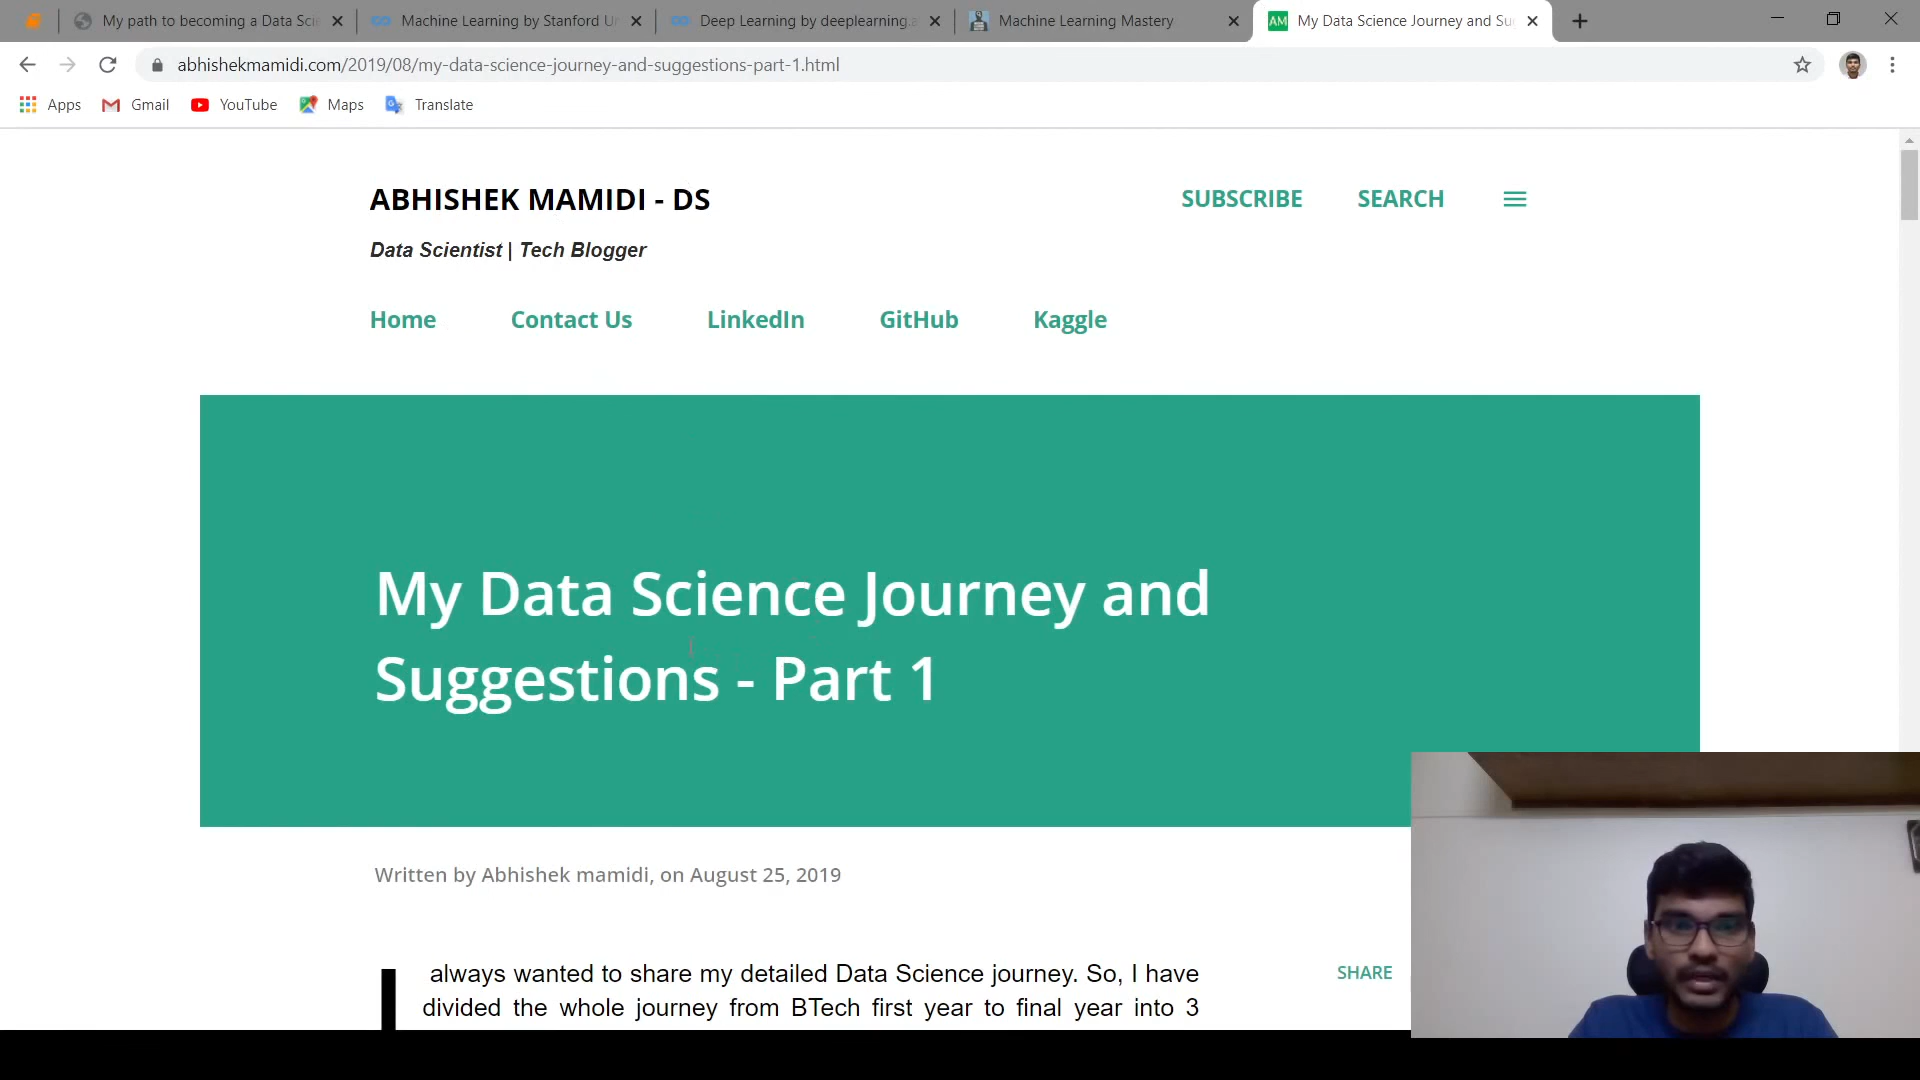 My path to becoming a Data Sci
Machine Learning by Stanford Un
Deep Learning by deeplearning.a
Machine Learning Mastery
AM My Data Science Journey and Su
abhishekmamidi.com/2019/08/my-data-science-journey-and-suggestions-part-1.html
Apps Gmail YouTube Maps Translate
ABHISHEK MAMIDI - DS
SUBSCRIBE SEARCH
Data Scientist | Tech Blogger
Home Contact Us LinkedIn GitHub Kaggle
My Data Science Journey and
Suggestions - Part 1
Written by Abhishek mamidi, on August 25, 2019
I always wanted to share my detailed Data Science journey. So, I have
divided the whole journey from BTech first year to final year into 3
SHARE